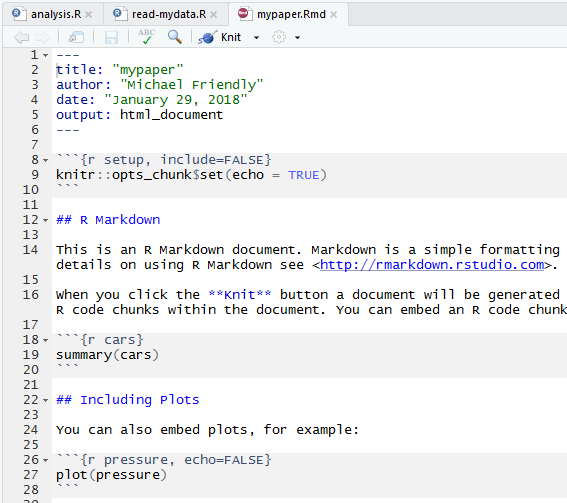 analysis.R × read-mydata.R × mypaper.Rmd ×
ABC Knit
1 ---
2 title: "mypaper"
3 author: "Michael Friendly"
4 date: "January 29, 2018"
5 output: html_document
6 ---
7
8 ```{r setup, include=FALSE}
9 knitr::opts_chunk$set(echo = TRUE)
10 ```
11
12 ## R Markdown
13
14 This is an R Markdown document. Markdown is a simple formatting
details on using R Markdown see <http://rmarkdown.rstudio.com>.
15
16 When you click the **Knit** button a document will be generated
R code chunks within the document. You can embed an R code chunk
17
18 ```{r cars}
19 summary(cars)
20 ```
21
22 ## Including Plots
23
24 You can also embed plots, for example:
25
26 ```{r pressure, echo=FALSE}
27 plot(pressure)
28 ```